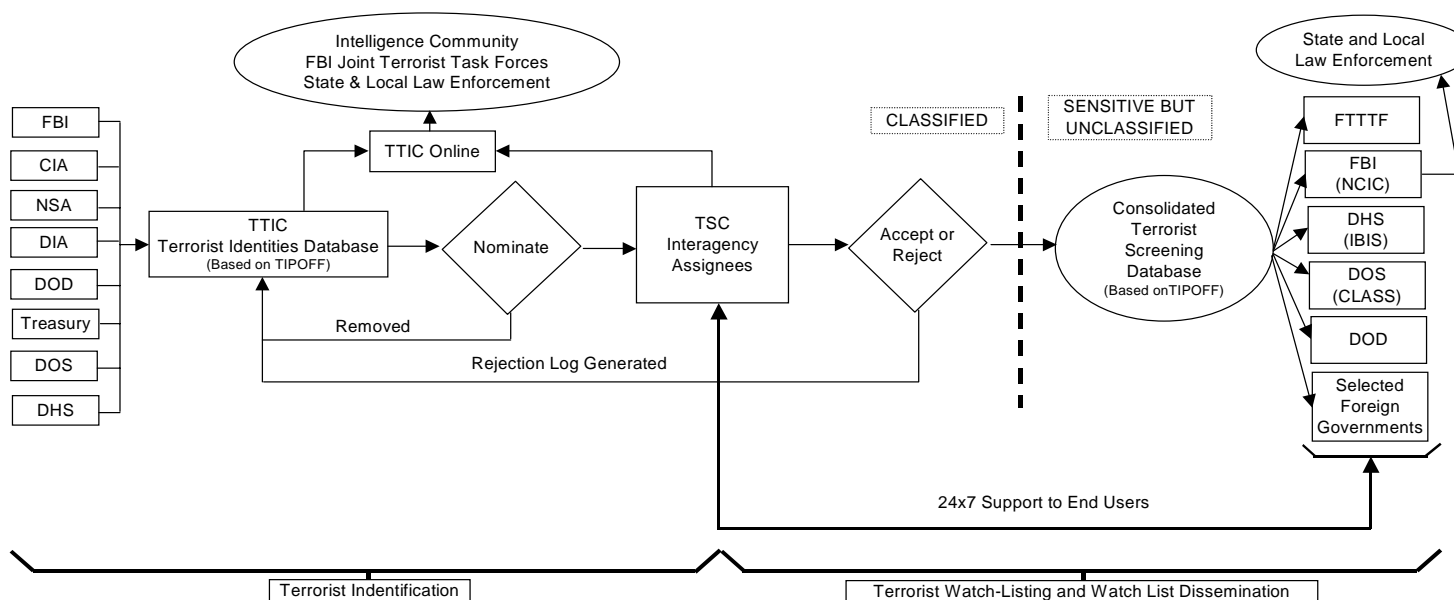 Intelligence Community
FBI Joint Terrorist Task Forces
State & Local Law Enforcement
State and Local
Law Enforcement
CLASSIFIED
SENSITIVE BUT
UNCLASSIFIED
FBI
CIA
NSA
DIA
DOD
Treasury
DOS
DHS
TTIC Online
TTIC
Terrorist Identities Database
(Based on TIPOFF)
Nominate
TSC
Interagency
Assignees
Accept or
Reject
Removed
Rejection Log Generated
Consolidated
Terrorist
Screening
Database
(Based onTIPOFF)
FTTTF
FBI
(NCIC)
DHS
(IBIS)
DOS
(CLASS)
DOD
Selected
Foreign
Governments
24x7 Support to End Users
Terrorist Indentification
Terrorist Watch-Listing and Watch List Dissemination